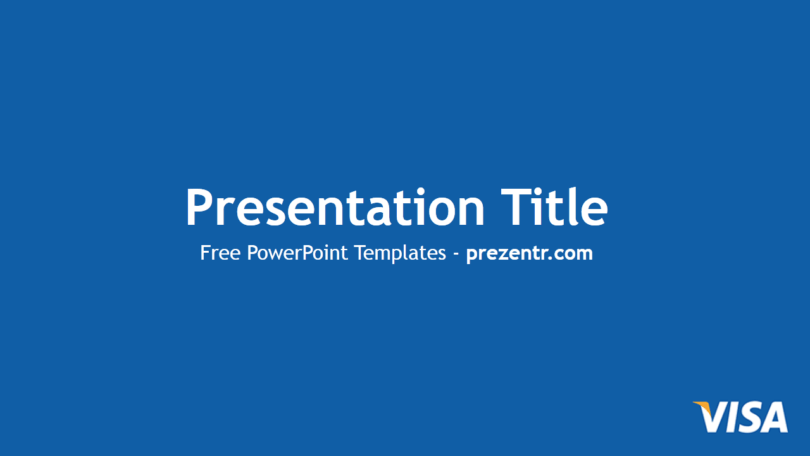 Presentation Title
Free PowerPoint Templates - prezentr.com
VISA